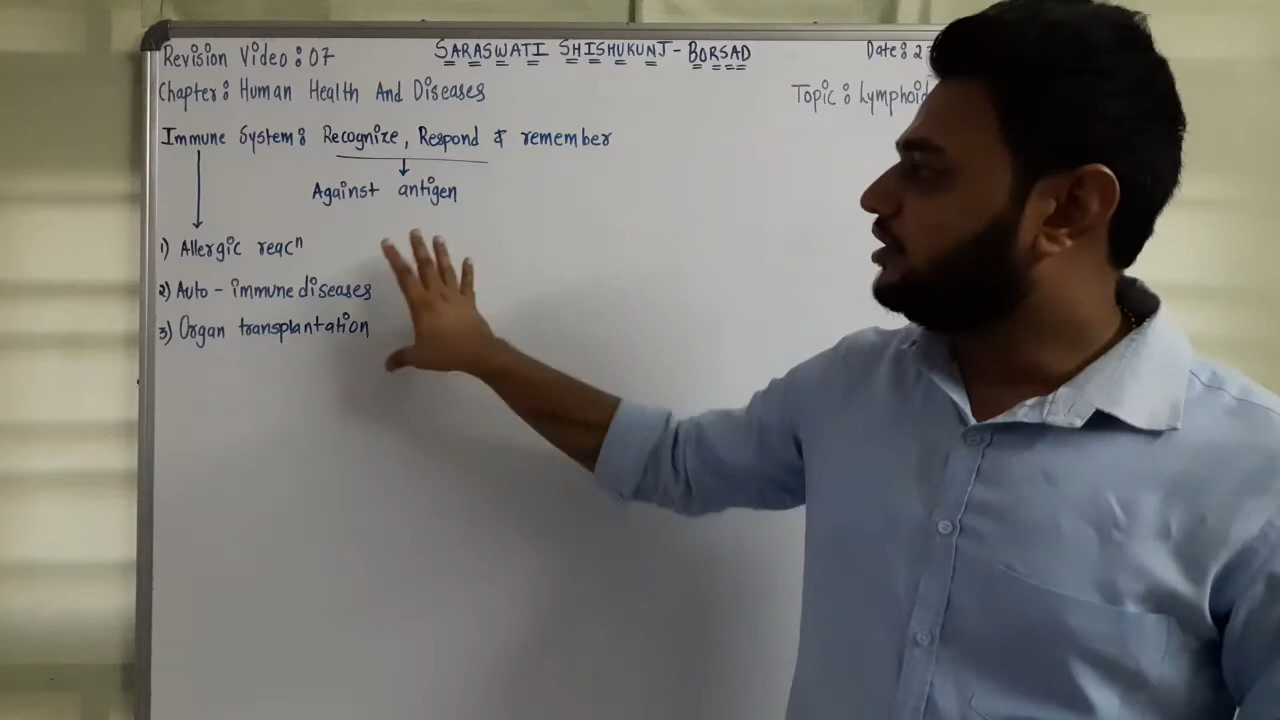 Revision Video: 07
SARASWATI SHISHUKUNJ-BORSAD
Date: 2
Chapter: Human Health And Diseases
Topic: Lymphoid
Immune System: Recognize, Respond & remember
Against antigen
1) Allergic reacⁿ
2) Auto-immune diseases
3) Organ transplantation